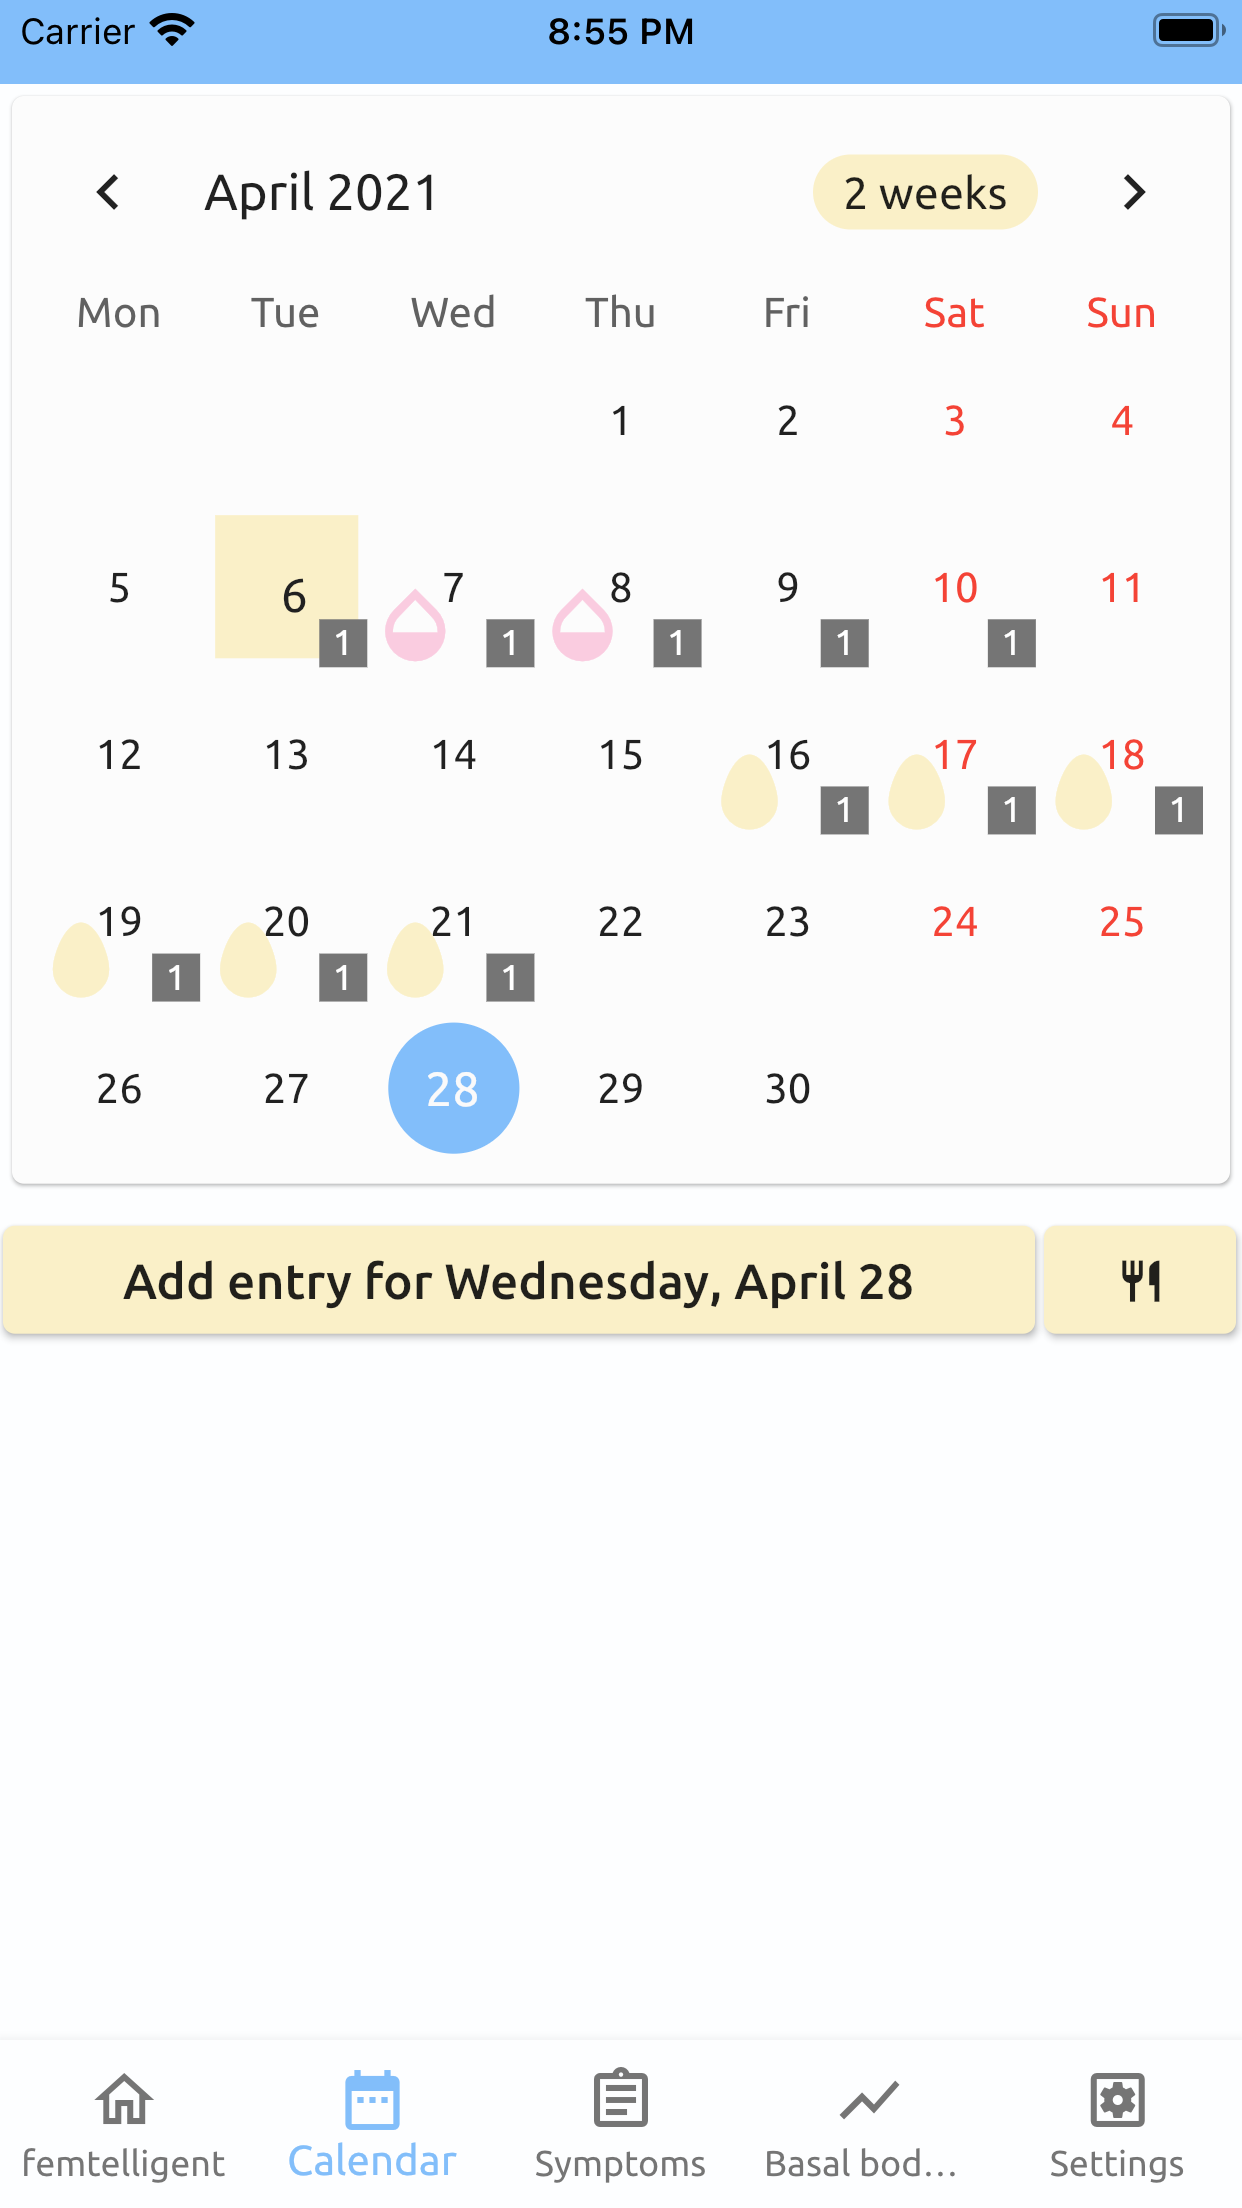 Carrier 8:55 PM
April 2021 2 weeks
Mon Tue Wed Thu Fri Sat Sun
1 2 3 4
5 6 7 8 9 10 11
1 1 1 1 1
12 13 14 15 16 17 18
1 1 1
19 20 21 22 23 24 25
1 1 1
26 27 28 29 30
Add entry for Wednesday, April 28
femtelligent Calendar Symptoms Basal bod... Settings